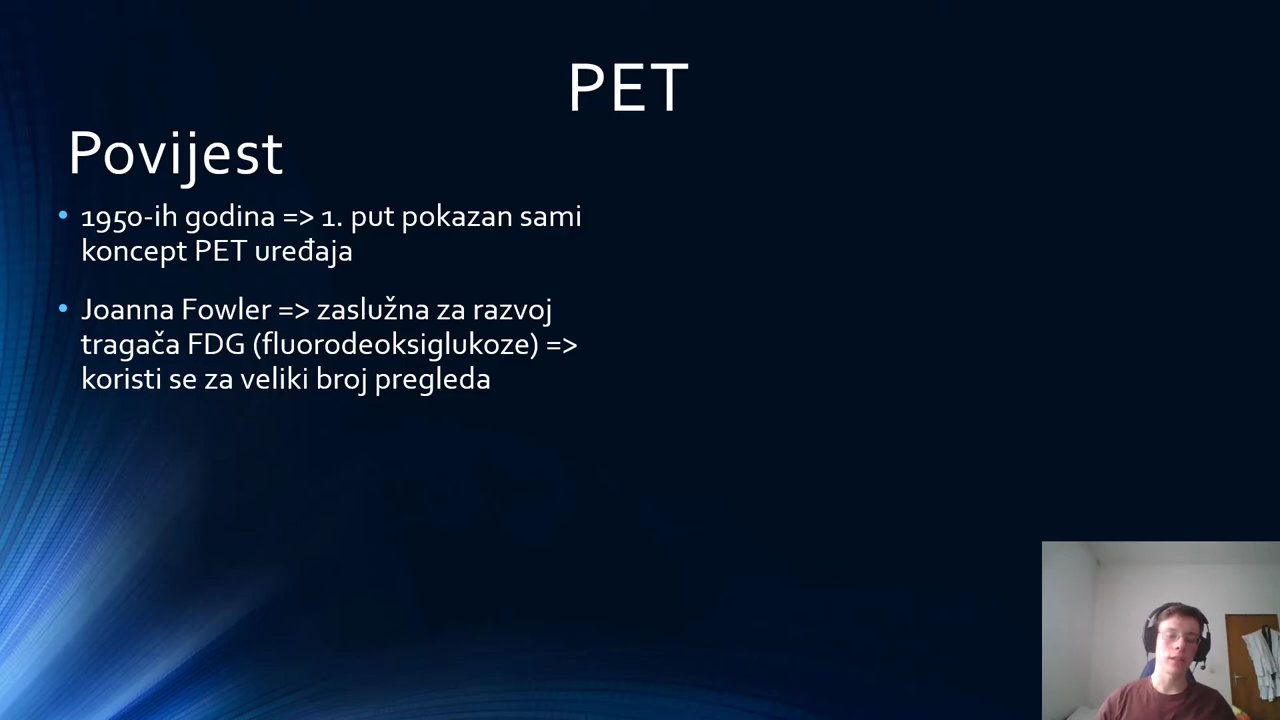 PET
Povijest
• 1950-ih godina => 1. put pokazan sami
koncept PET uređaja
• Joanna Fowler => zaslužna za razvoj
tragača FDG (fluorodeoksiglukoze) =>
koristi se za veliki broj pregleda